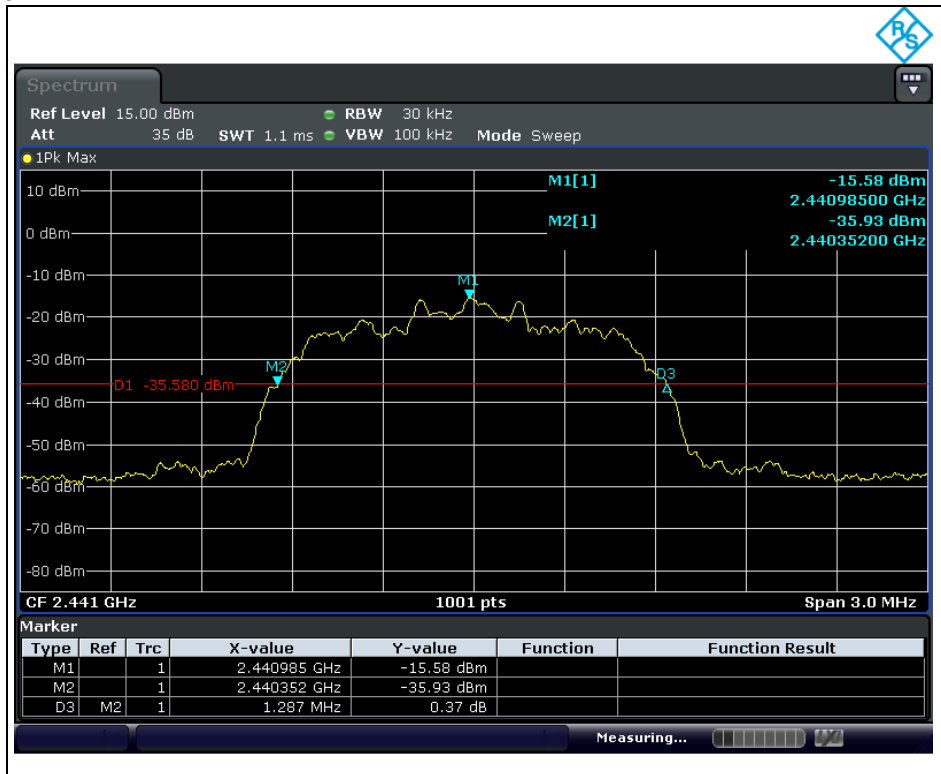 R/S
Spectrum
Ref Level 15.00 dBm RBW 30 kHz
Att 35 dB SWT 1.1 ms VBW 100 kHz Mode Sweep
1Pk Max
M1[1] -15.58 dBm
2.44098500 GHz
M2[1] -35.93 dBm
2.44035200 GHz
10 dBm
0 dBm
-10 dBm
M1
-20 dBm
-30 dBm
M2
D3
D1 -35.580 dBm
-40 dBm
-50 dBm
-60 dBm
-70 dBm
-80 dBm
CF 2.441 GHz 1001 pts Span 3.0 MHz
Marker
Type Ref Trc X-value Y-value Function Function Result
M1 1 2.440985 GHz -15.58 dBm
M2 1 2.440352 GHz -35.93 dBm
D3 M2 1 1.287 MHz 0.37 dB
Measuring...